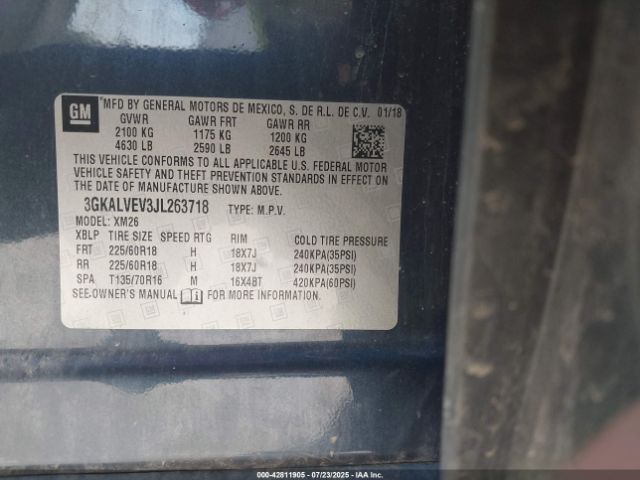 GM
*MFD BY GENERAL MOTORS DE MEXICO, S. DE R.L. DE C.V. 01/18
GVWR GAWR FRT GAWR RR
2100 KG 1175 KG 1200 KG
4630 LB 2590 LB 2645 LB
THIS VEHICLE CONFORMS TO ALL APPLICABLE U.S. FEDERAL MOTOR
VEHICLE SAFETY AND THEFT PREVENTION STANDARDS IN EFFECT ON
THE DATE OF MANUFACTURE SHOWN ABOVE.
3GKALVEV3JL263718 TYPE: M.P.V.
MODEL: XM26
XBLP TIRE SIZE SPEED RTG RIM COLD TIRE PRESSURE
FRT 225/60R18 H 18X7J 240KPA(35PSI)
RR 225/60R18 H 18X7J 240KPA(35PSI)
SPA T135/70R16 M 16X4BT 420KPA(60PSI)
SEE OWNER'S MANUAL FOR MORE INFORMATION.
000-42811905 - 07/23/2025 - IAA Inc.